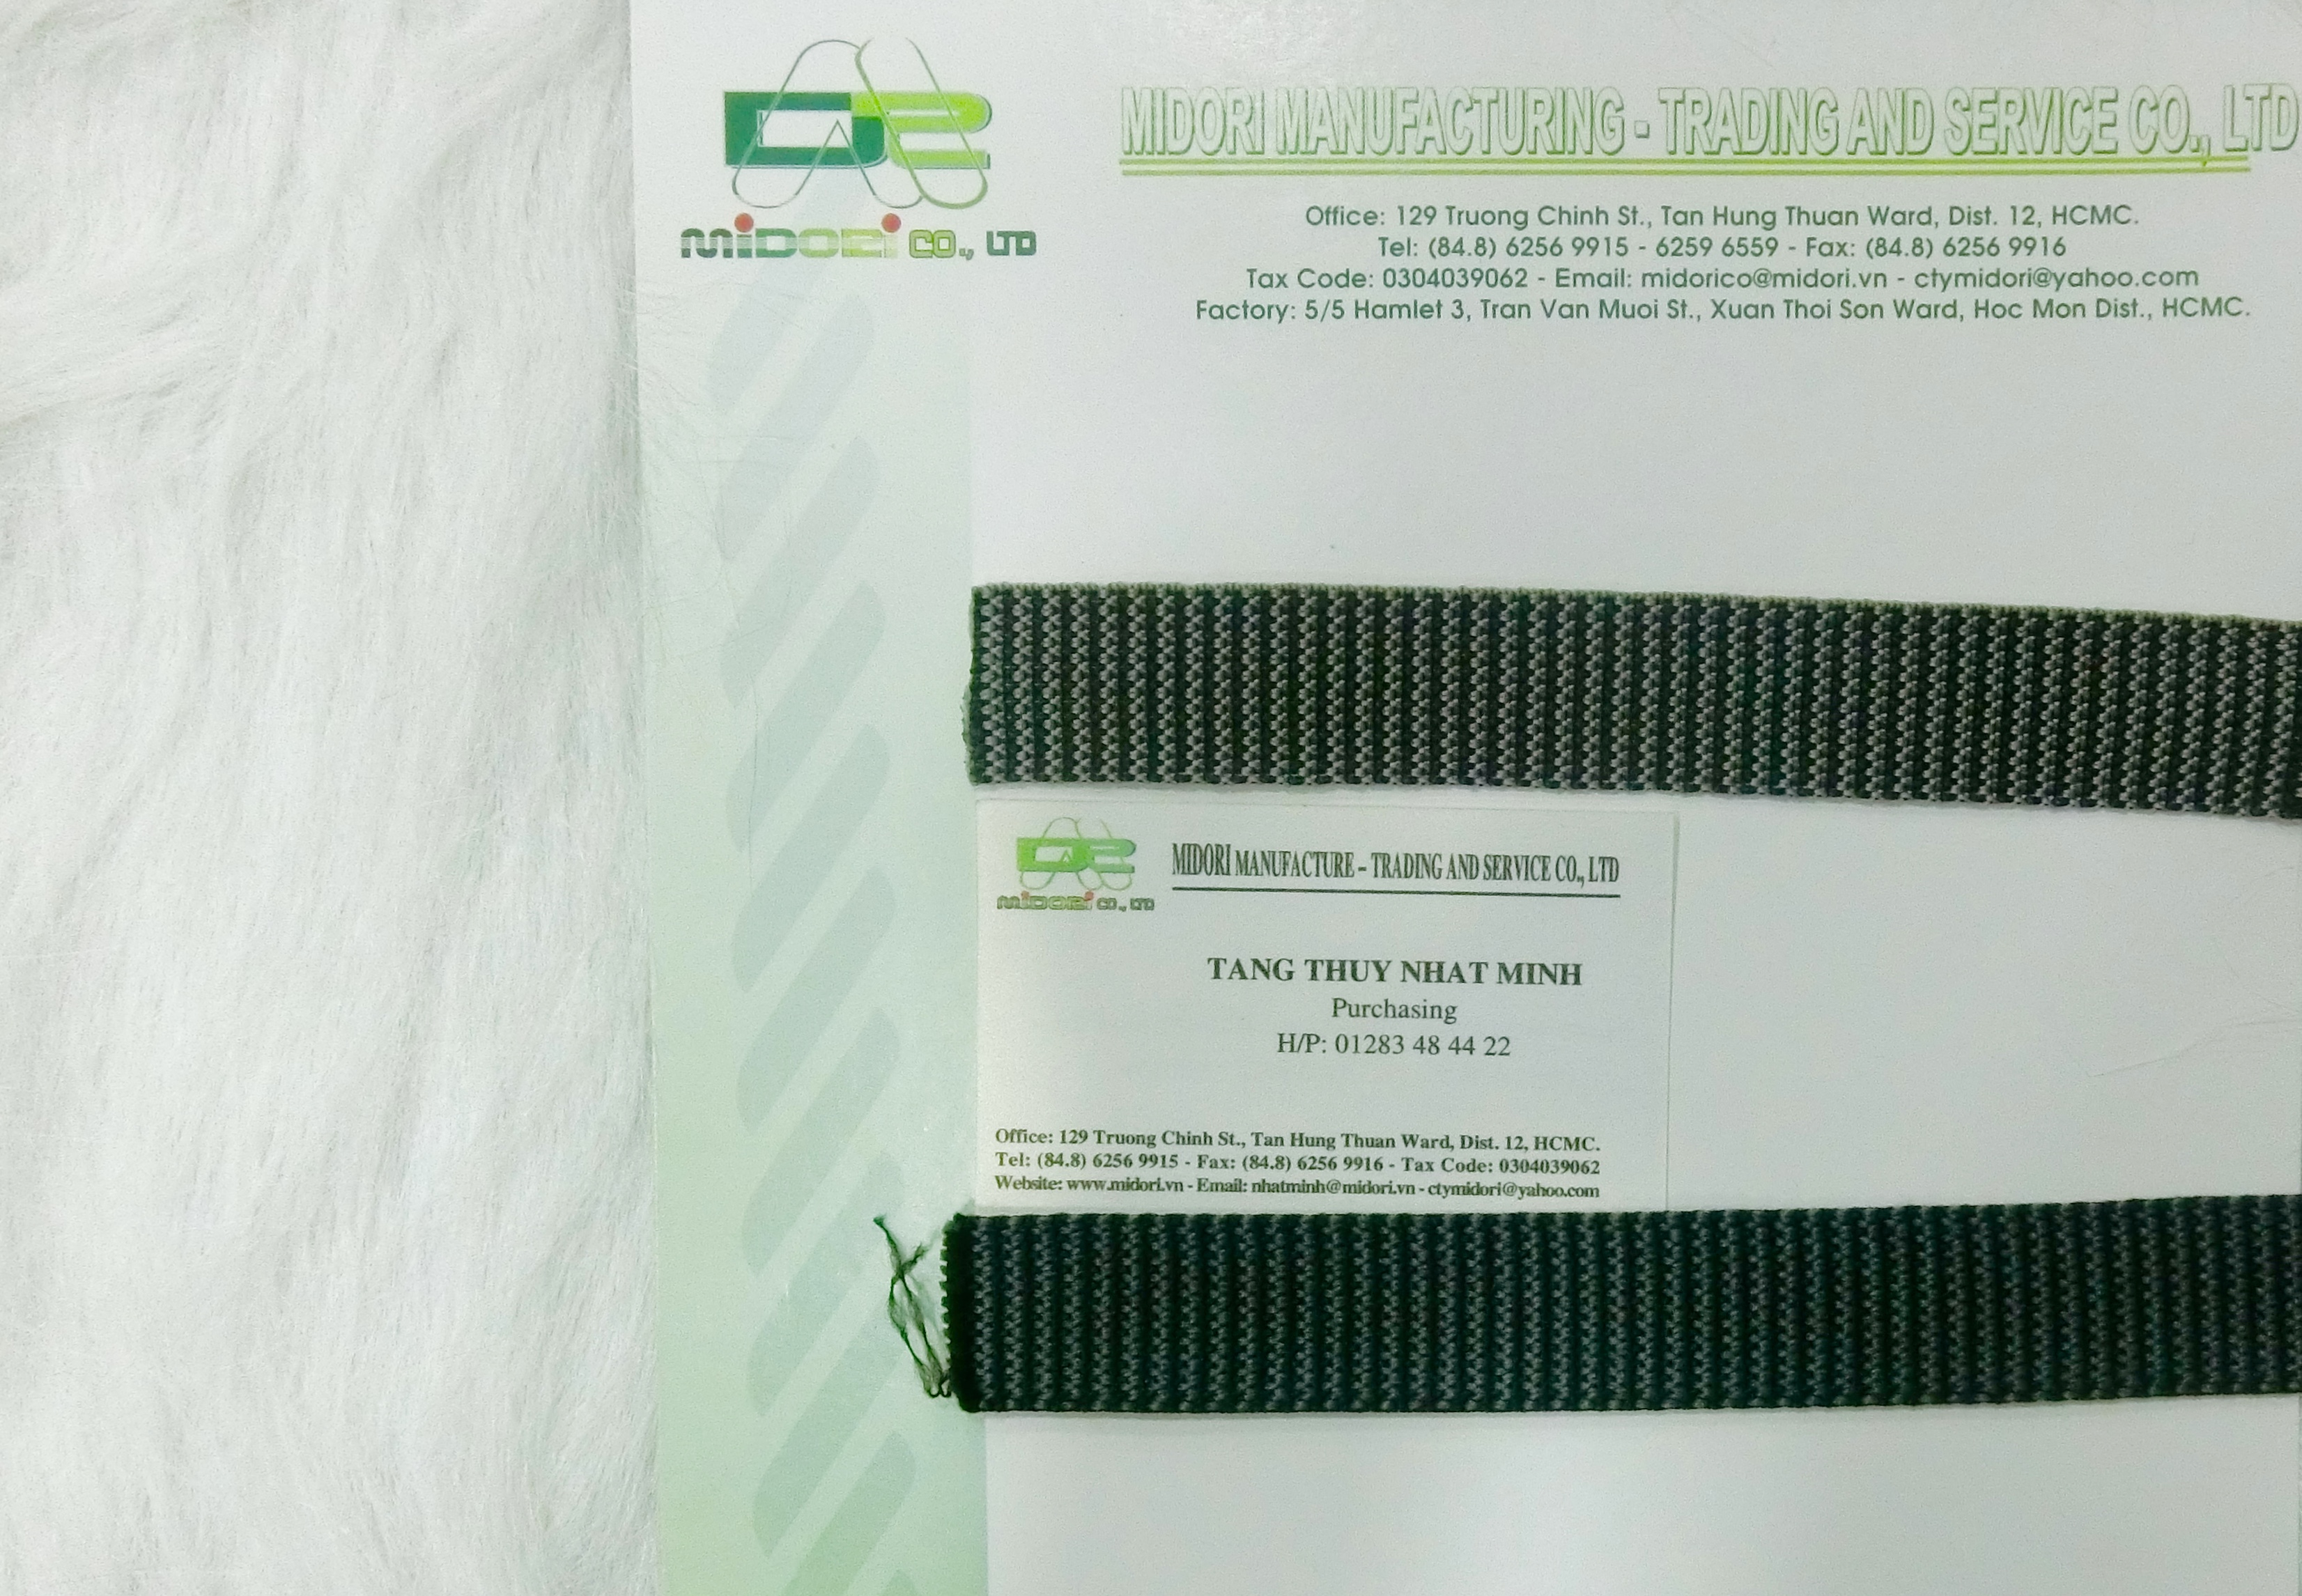 MIDORI CO., LTD
MIDORI MANUFACTURING - TRADING AND SERVICE CO., LTD
Office: 129 Truong Chinh St., Tan Hung Thuan Ward, Dist. 12, HCMC.
Tel: (84.8) 6256 9915 - 6259 6559 - Fax: (84.8) 6256 9916
Tax Code: 0304039062 - Email: midorico@midori.vn - ctymidori@yahoo.com
Factory: 5/5 Hamlet 3, Tran Van Muoi St., Xuan Thoi Son Ward, Hoc Mon Dist., HCMC.
MIDORI CO., LTD
MIDORI MANUFACTURE – TRADING AND SERVICE CO., LTD
TANG THUY NHAT MINH
Purchasing
H/P: 01283 48 44 22
Office: 129 Truong Chinh St., Tan Hung Thuan Ward, Dist. 12, HCMC.
Tel: (84.8) 6256 9915 - Fax: (84.8) 6256 9916 - Tax Code: 0304039062
Website: www.midori.vn - Email: nhatminh@midori.vn - ctymidori@yahoo.com